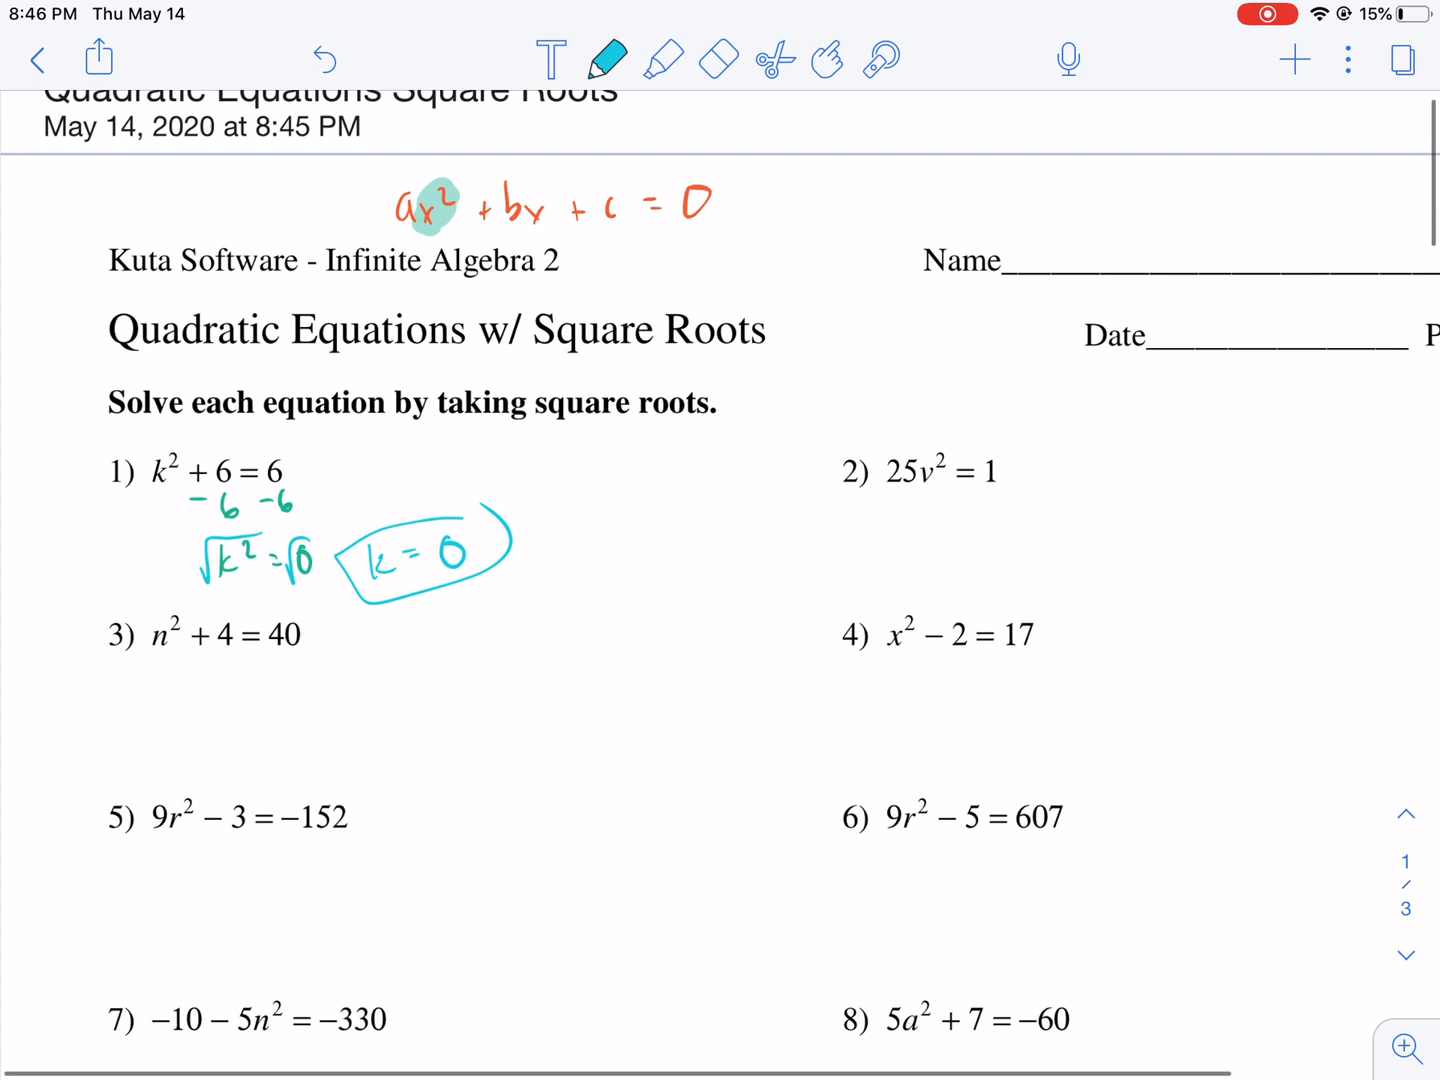 8:46 PM Thu May 14
15%
Quadratic Equations Square Roots
May 14, 2020 at 8:45 PM
ax² + bx + c = 0
Kuta Software - Infinite Algebra 2
Name
Quadratic Equations w/ Square Roots
Date
P
Solve each equation by taking square roots.
1) k² + 6 = 6
2) 25v² = 1
− 6 − 6
√k² = √0
k = 0
3) n² + 4 = 40
4) x² − 2 = 17
5) 9r² − 3 = −152
6) 9r² − 5 = 607
1
/
3
7) −10 − 5n² = −330
8) 5a² + 7 = −60